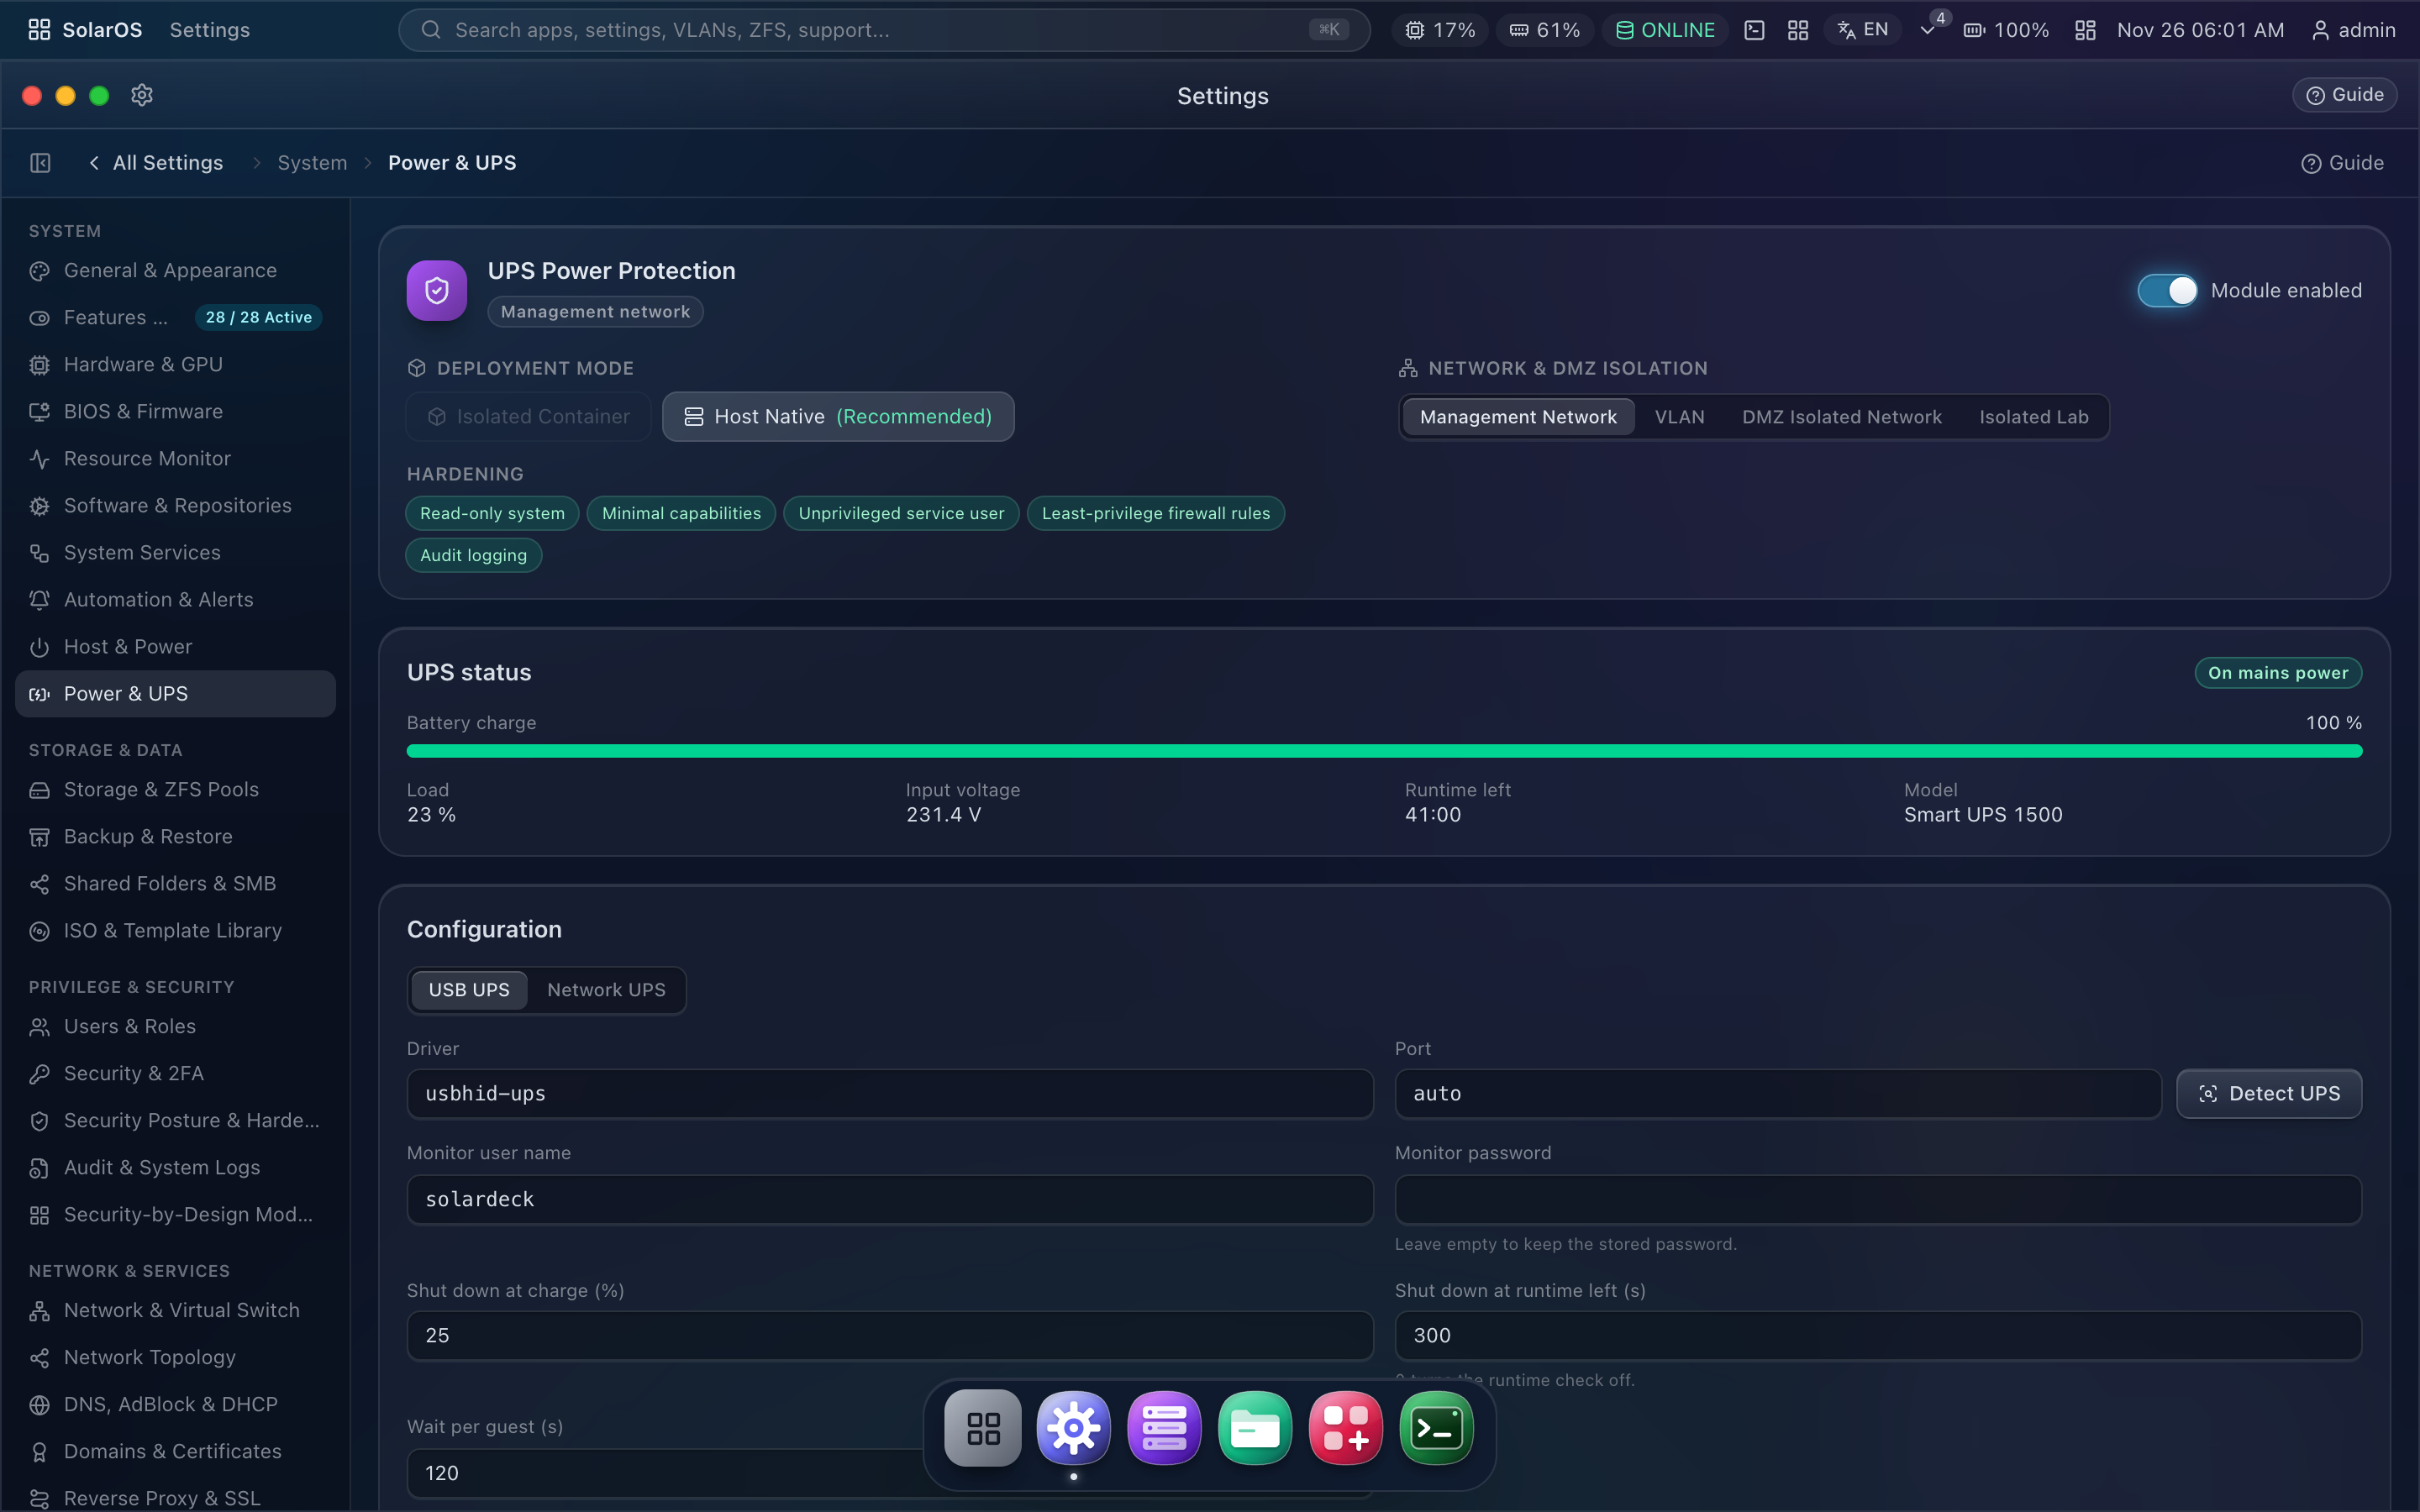 SolarOS Settings Search apps, settings, VLANs, ZFS, support... ⌘K 17% 61% ONLINE EN 4 100% Nov 26 06:01 AM admin
Settings Guide
All Settings System Power & UPS Guide
SYSTEM
General & Appearance
Features ... 28 / 28 Active
Hardware & GPU
BIOS & Firmware
Resource Monitor
Software & Repositories
System Services
Automation & Alerts
Host & Power
Power & UPS
STORAGE & DATA
Storage & ZFS Pools
Backup & Restore
Shared Folders & SMB
ISO & Template Library
PRIVILEGE & SECURITY
Users & Roles
Security & 2FA
Security Posture & Harde...
Audit & System Logs
Security-by-Design Mod...
NETWORK & SERVICES
Network & Virtual Switch
Network Topology
DNS, AdBlock & DHCP
Domains & Certificates
Reverse Proxy & SSL
UPS Power Protection
Management network
Module enabled
DEPLOYMENT MODE
Isolated Container Host Native (Recommended)
NETWORK & DMZ ISOLATION
Management Network VLAN DMZ Isolated Network Isolated Lab
HARDENING
Read-only system Minimal capabilities Unprivileged service user Least-privilege firewall rules
Audit logging
UPS status On mains power
Battery charge 100 %
Load Input voltage Runtime left Model
23 % 231.4 V 41:00 Smart UPS 1500
Configuration
USB UPS Network UPS
Driver Port
usbhid-ups auto Detect UPS
Monitor user name Monitor password
solardeck
Leave empty to keep the stored password.
Shut down at charge (%) Shut down at runtime left (s)
25 300
the runtime check off.
Wait per guest (s)
120